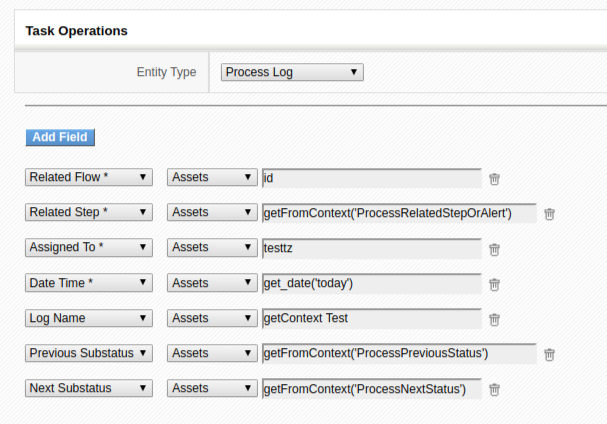 Task Operations
Entity Type Process Log
Add Field
Related Flow * Assets id
Related Step * Assets getFromContext('ProcessRelatedStepOrAlert')
Assigned To * Assets testtz
Date Time * Assets get_date('today')
Log Name Assets getContext Test
Previous Substatus Assets getFromContext('ProcessPreviousStatus')
Next Substatus Assets getFromContext('ProcessNextStatus')